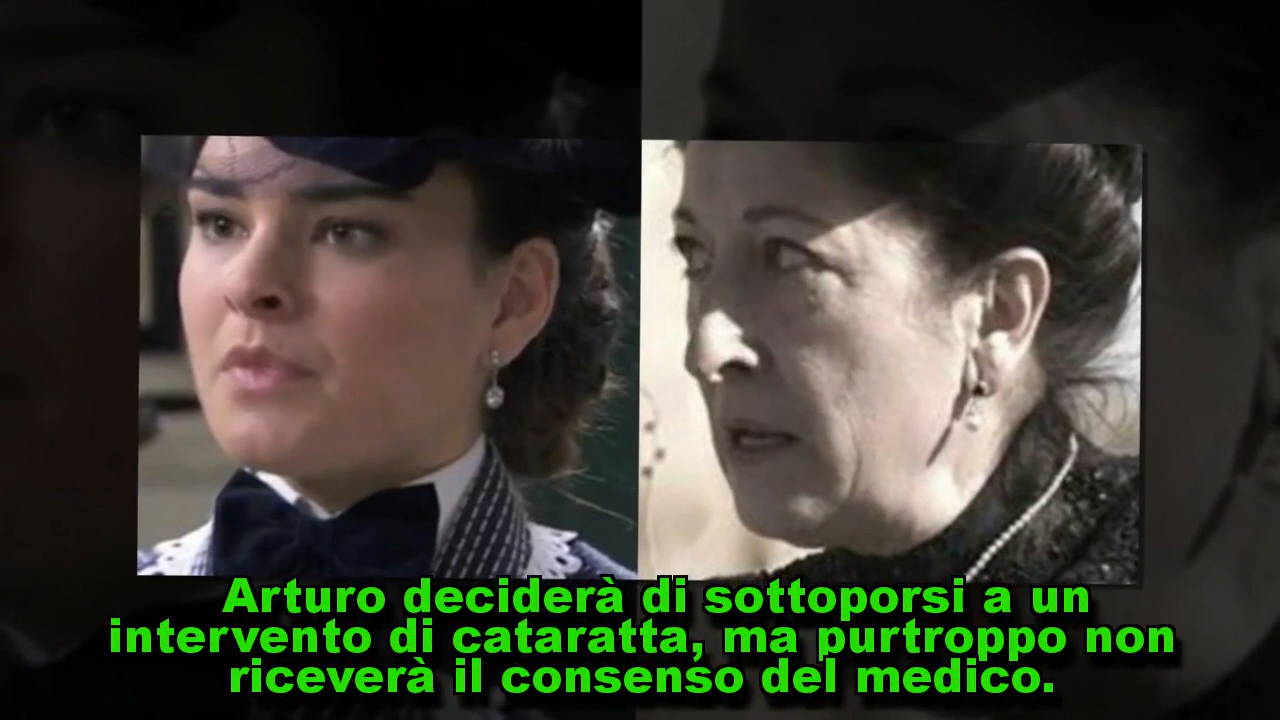 Arturo deciderà di sottoporsi a un
intervento di cataratta, ma purtroppo non
riceverà il consenso del medico.